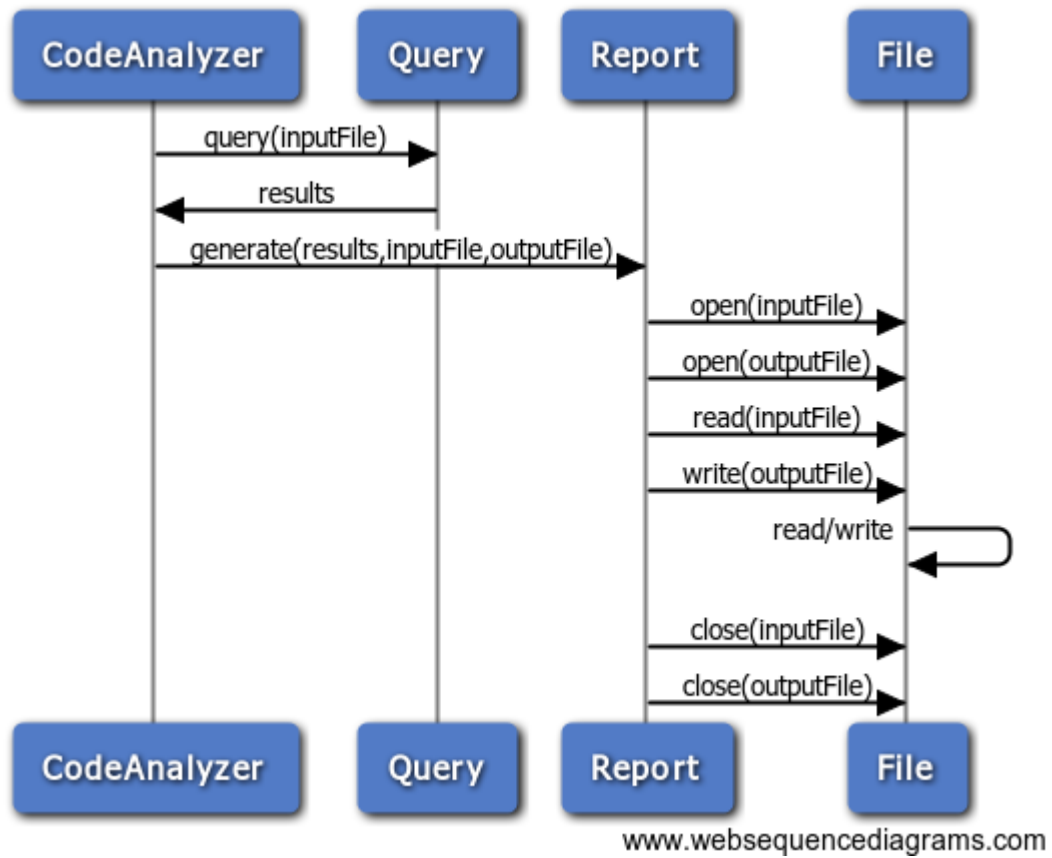 CodeAnalyzer Query Report File
query(inputFile)
results
generate(results,inputFile,outputFile)
open(inputFile)
open(outputFile)
read(inputFile)
write(outputFile)
read/write
close(inputFile)
close(outputFile)
CodeAnalyzer Query Report File
www.websequencediagrams.com